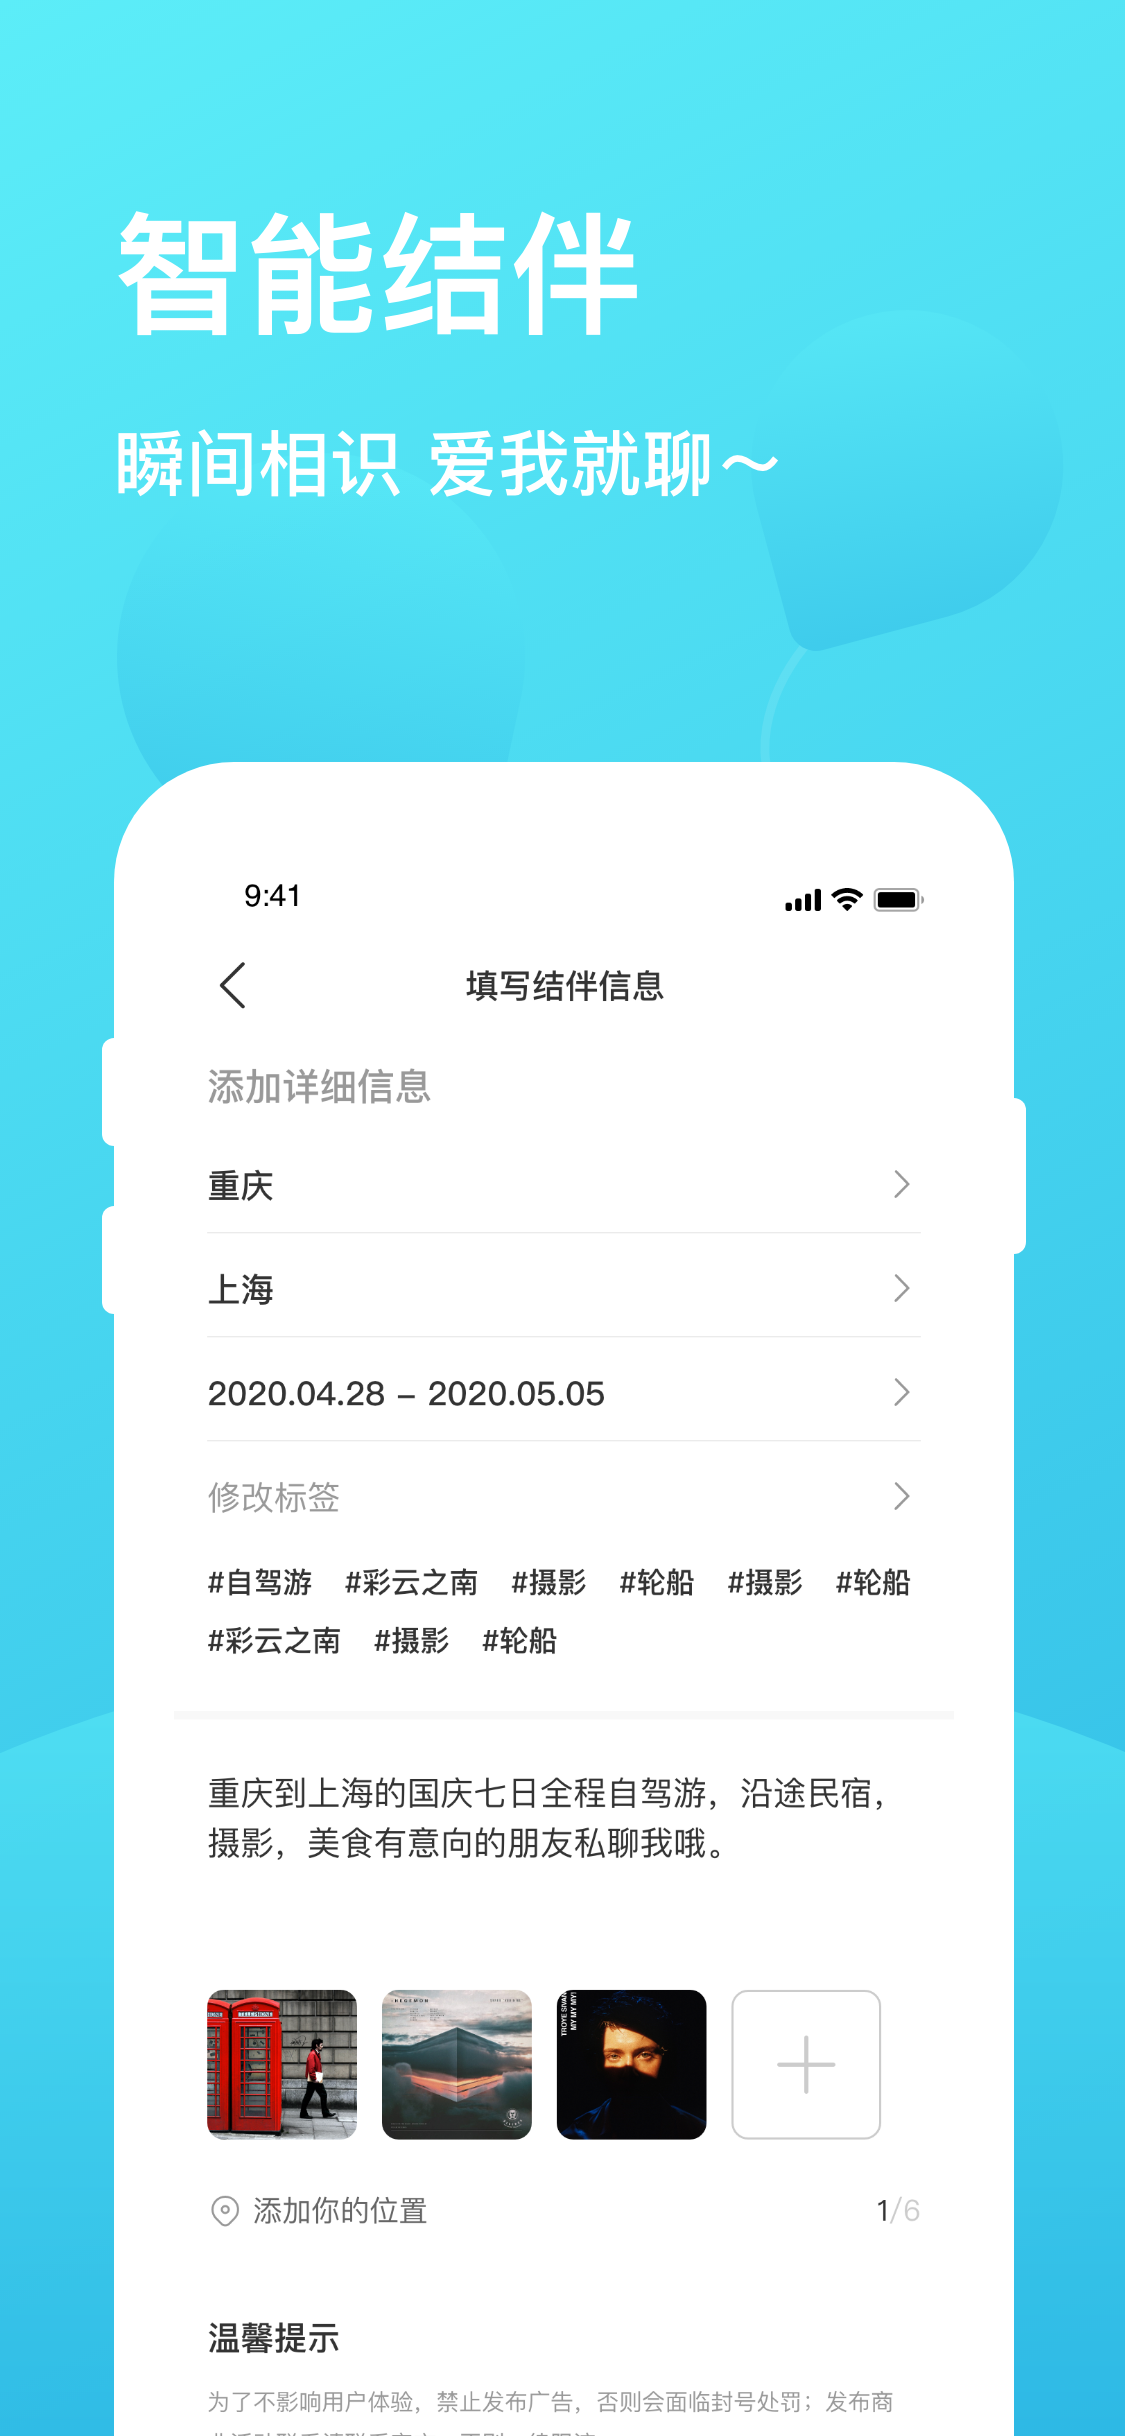 智能结伴
瞬间相识 爱我就聊～
9:41
填写结伴信息
添加详细信息
重庆
上海
2020.04.28 – 2020.05.05
修改标签
#自驾游 #彩云之南 #摄影 #轮船 #摄影 #轮船
#彩云之南 #摄影 #轮船
重庆到上海的国庆七日全程自驾游，沿途民宿，
摄影，美食有意向的朋友私聊我哦。
TELEPHONE
HEGEMON
TROYE SIVAN
MY MY MY!
添加你的位置
1/6
温馨提示
为了不影响用户体验，禁止发布广告，否则会面临封号处罚；发布商